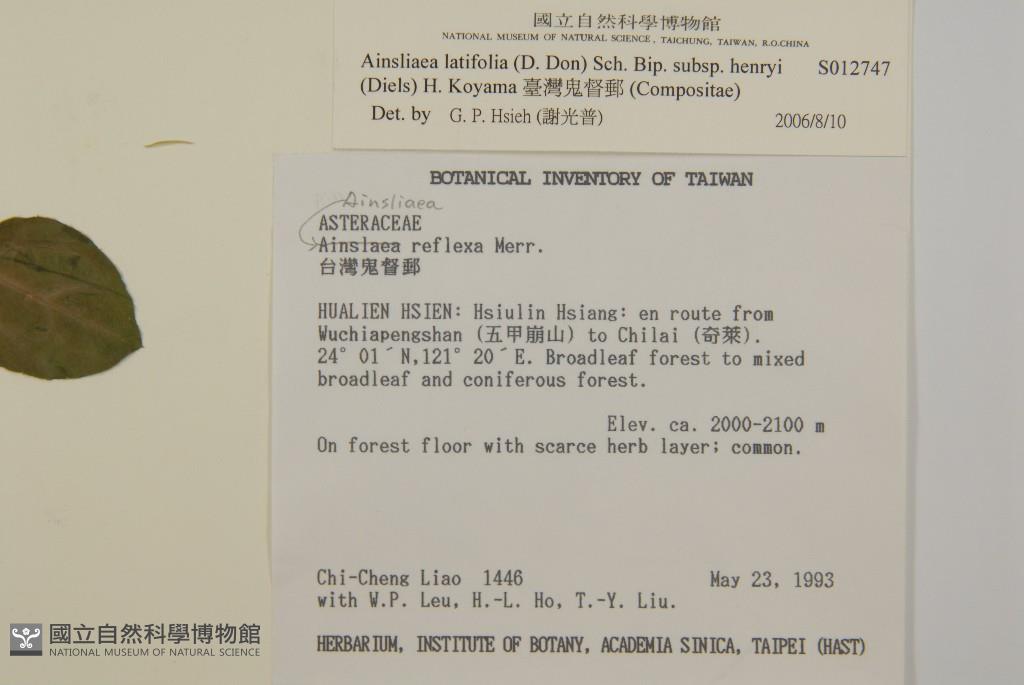 國立自然科學博物館
NATIONAL MUSEUM OF NATURAL SCIENCE, TAICHUNG, TAIWAN, R.O.CHINA
Ainsliaea latifolia (D. Don) Sch. Bip. subsp. henryi S012747
(Diels) H. Koyama 臺灣鬼督郵 (Compositae)
Det. by G. P. Hsieh (謝光普) 2006/8/10
BOTANICAL INVENTORY OF TAIWAN
Ainsliaea
ASTERACEAE
Ainslaea reflexa Merr.
台灣鬼督郵
HUALIEN HSIEN: Hsiulin Hsiang: en route from
Wuchiapengshan (五甲崩山) to Chilai (奇萊).
24° 01´N,121° 20´E. Broadleaf forest to mixed
broadleaf and coniferous forest.
Elev. ca. 2000-2100 m
On forest floor with scarce herb layer; common.
Chi-Cheng Liao 1446 May 23, 1993
with W.P. Leu, H.-L. Ho, T.-Y. Liu.
HERBARIUM, INSTITUTE OF BOTANY, ACADEMIA SINICA, TAIPEI (HAST)
國立自然科學博物館
NATIONAL MUSEUM OF NATURAL SCIENCE